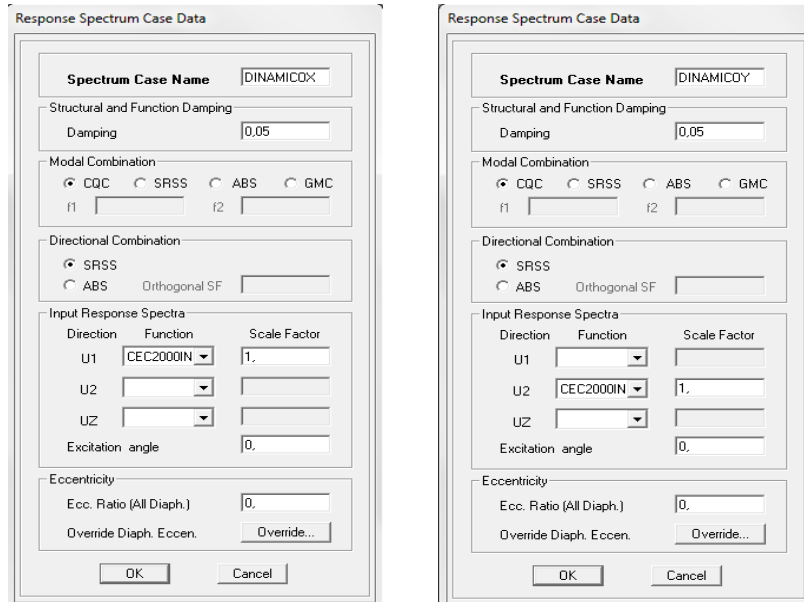 Response Spectrum Case Data
Spectrum Case Name DINAMICOX
Structural and Function Damping
Damping 0,05
Modal Combination
CQC SRSS ABS GMC
f1 f2
Directional Combination
SRSS
ABS Orthogonal SF
Input Response Spectra
Direction Function Scale Factor
U1 CEC2000IN 1,
U2
UZ
Excitation angle 0,
Eccentricity
Ecc. Ratio (All Diaph.) 0,
Override Diaph. Eccen. Override...
OK Cancel
Response Spectrum Case Data
Spectrum Case Name DINAMICOY
Structural and Function Damping
Damping 0,05
Modal Combination
CQC SRSS ABS GMC
f1 f2
Directional Combination
SRSS
ABS Orthogonal SF
Input Response Spectra
Direction Function Scale Factor
U1
U2 CEC2000IN 1,
UZ
Excitation angle 0,
Eccentricity
Ecc. Ratio (All Diaph.) 0,
Override Diaph. Eccen. Override...
OK Cancel